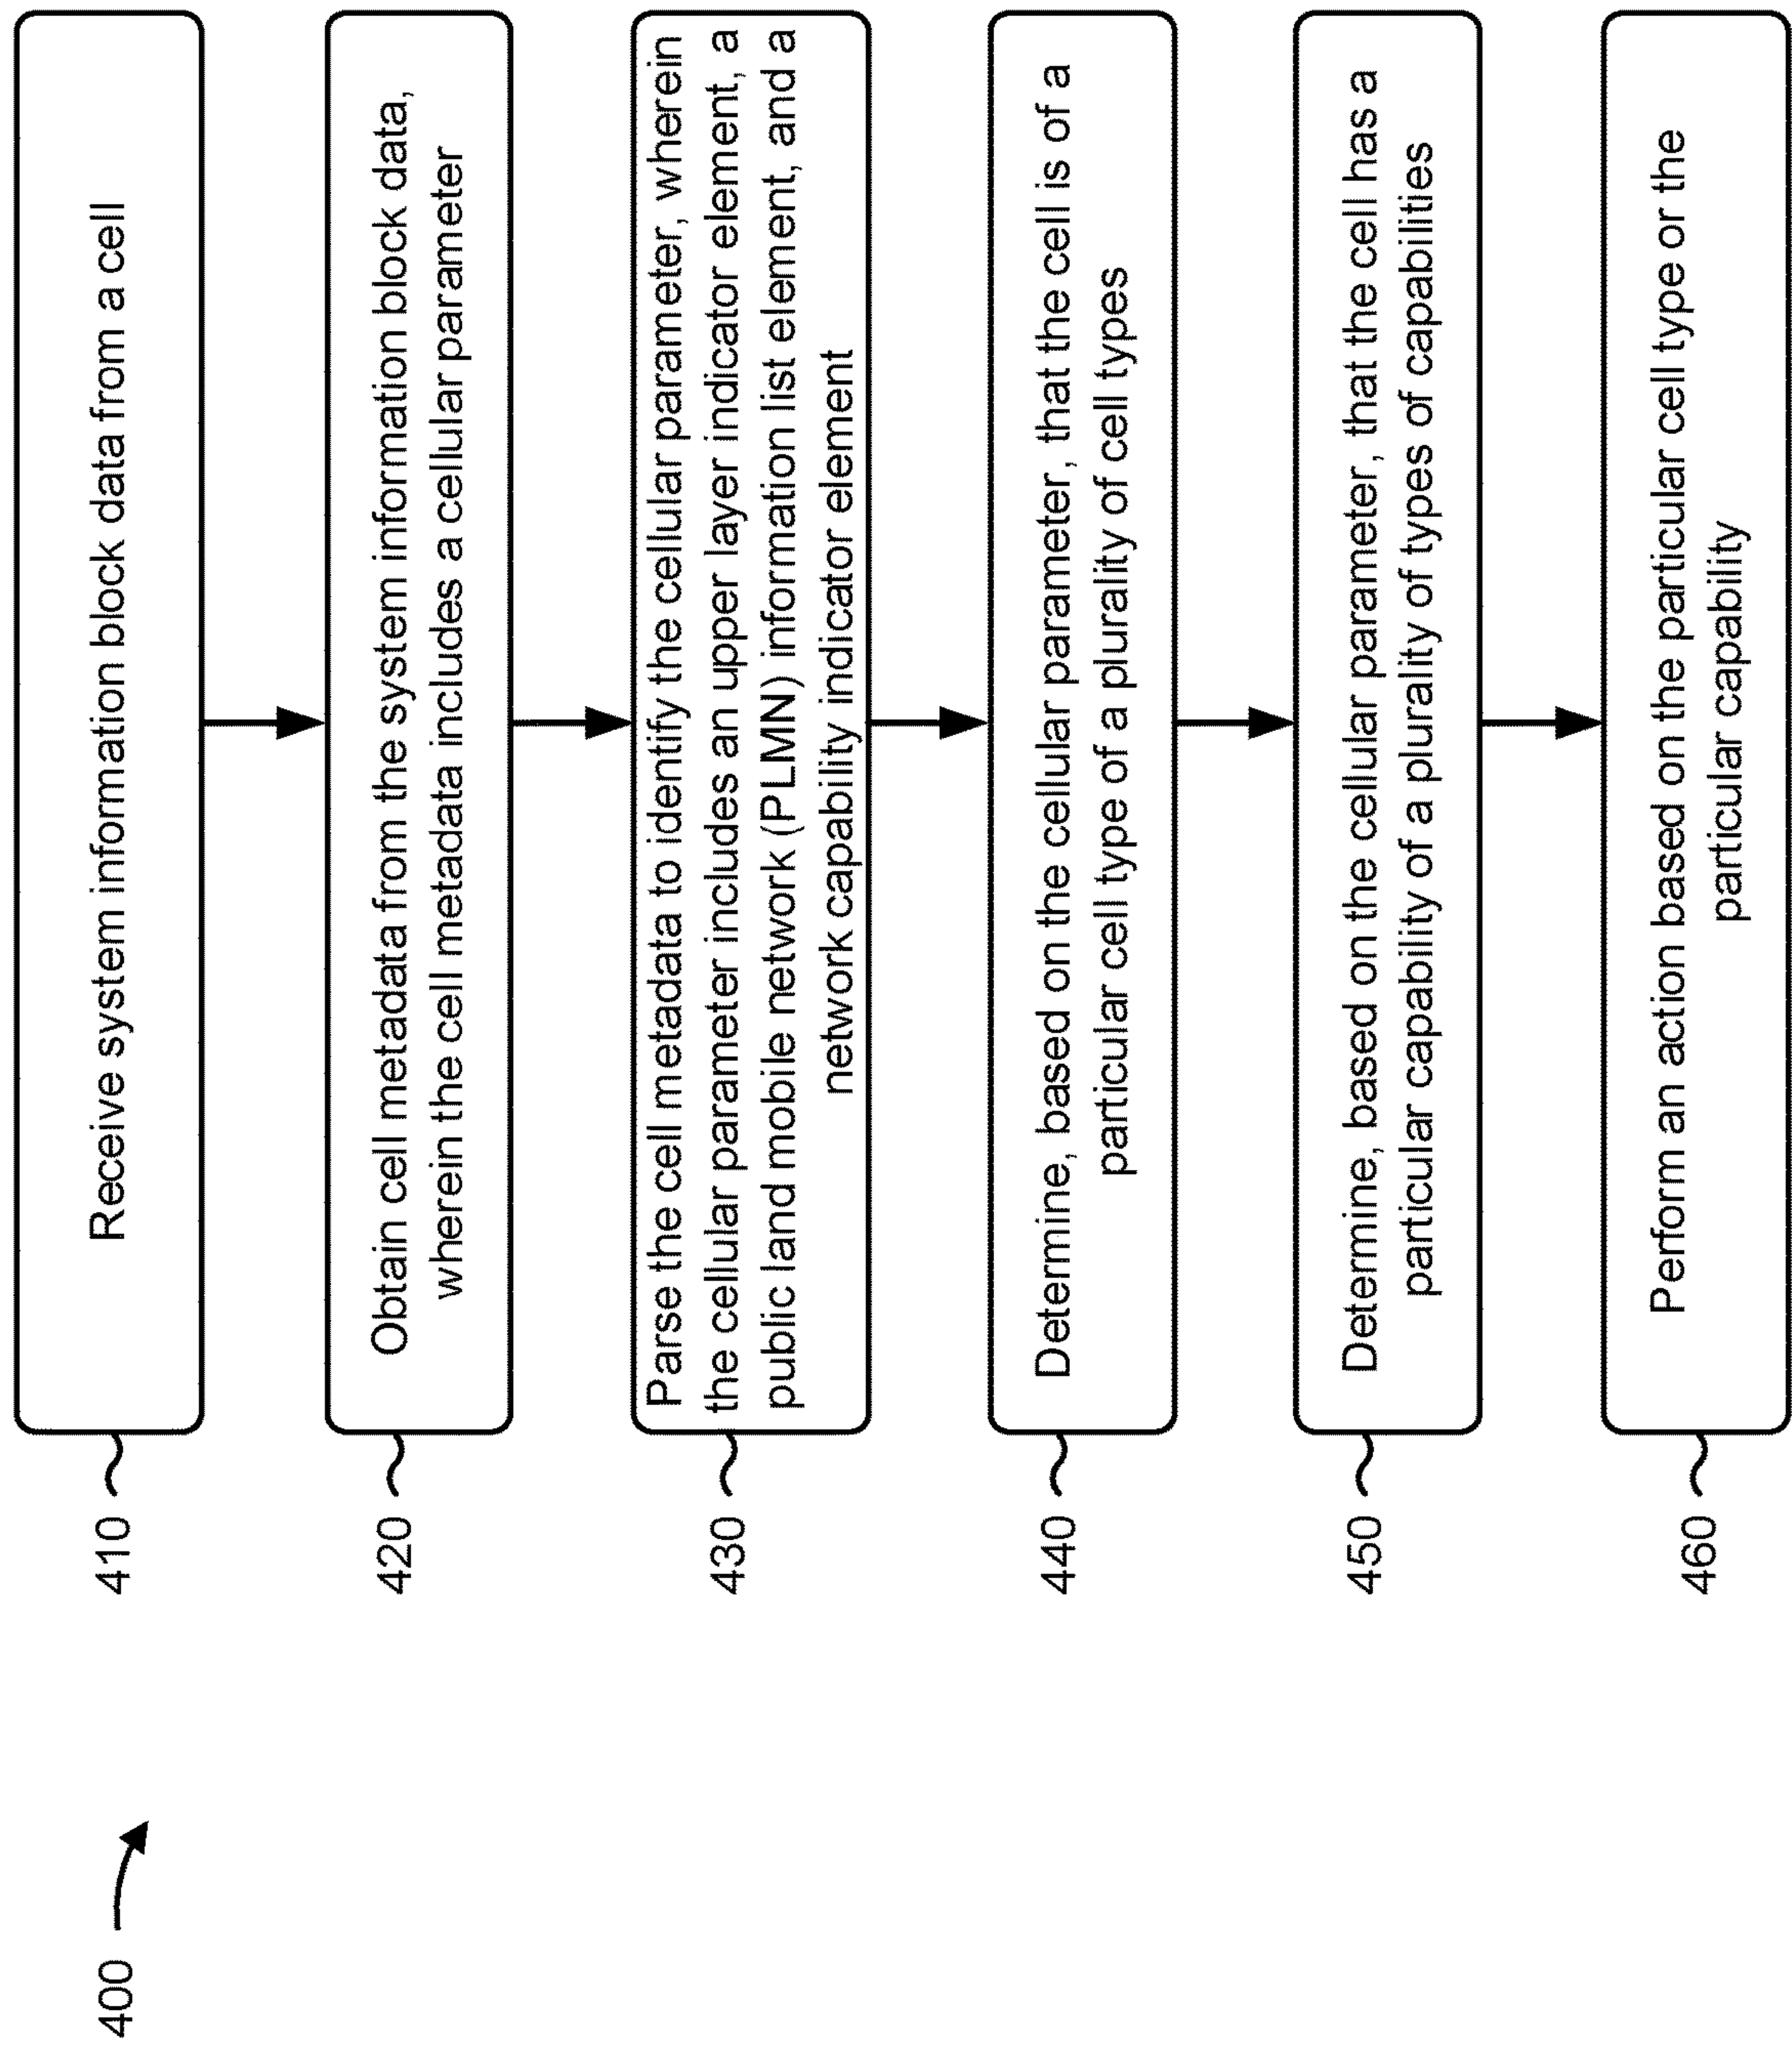 400
410
Receive system information block data from a cell
420
Obtain cell metadata from the system information block data,
wherein the cell metadata includes a cellular parameter
430
Parse the cell metadata to identify the cellular parameter, wherein
the cellular parameter includes an upper layer indicator element, a
public land mobile network (PLMN) information list element, and a
network capability indicator element
440
Determine, based on the cellular parameter, that the cell is of a
particular cell type of a plurality of cell types
450
Determine, based on the cellular parameter, that the cell has a
particular capability of a plurality of types of capabilities
460
Perform an action based on the particular cell type or the
particular capability